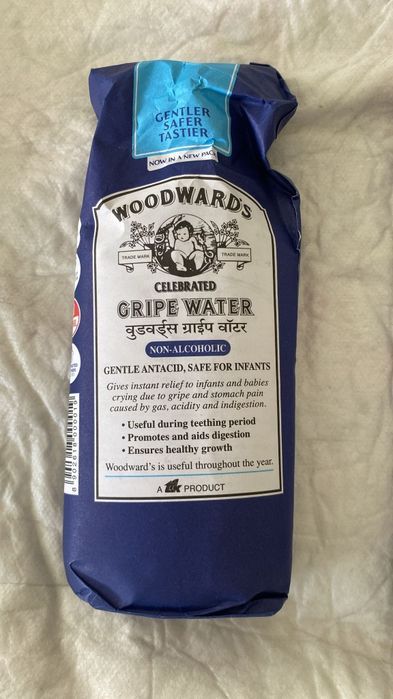 GENTLER
SAFER
TASTIER
NOW IN A NEW PACK
WOODWARD'S
TRADE MARK
TRADE MARK
CELEBRATED
GRIPE WATER
वुडवर्ड्स ग्राईप वॉटर
NON-ALCOHOLIC
GENTLE ANTACID, SAFE FOR INFANTS
Gives instant relief to infants and babies
crying due to gripe and stomach pain
caused by gas, acidity and indigestion.
• Useful during teething period
• Promotes and aids digestion
• Ensures healthy growth
Woodward's is useful throughout the year.
A TTK PRODUCT